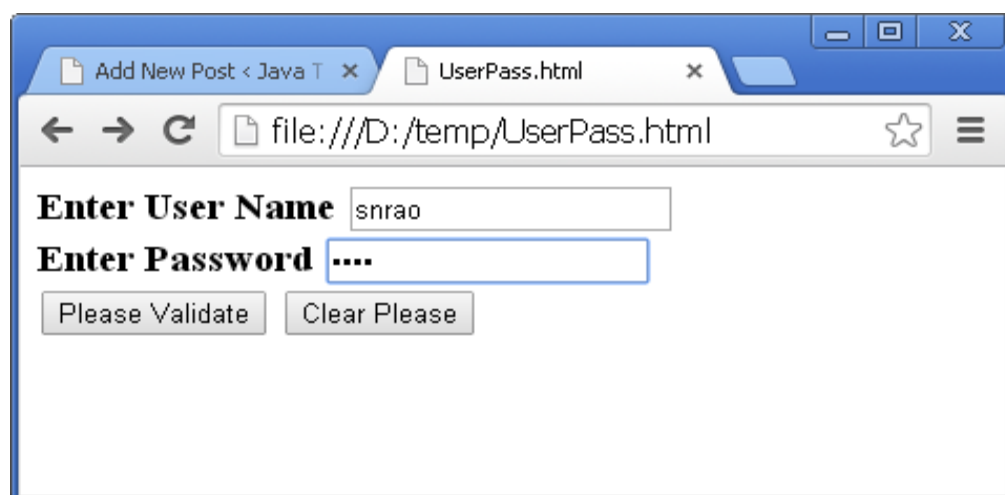 Add New Post < Java T
UserPass.html
file:///D:/temp/UserPass.html
Enter User Name snrao
Enter Password ••••
Please Validate Clear Please